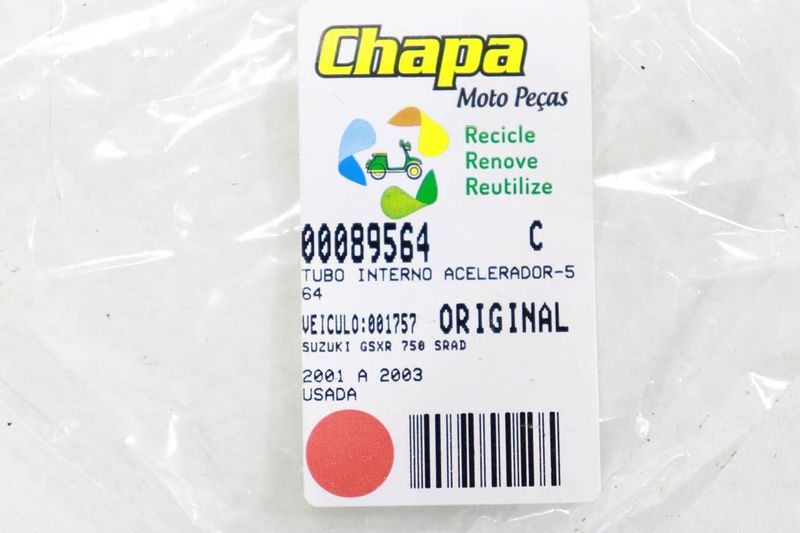 Chapa
Moto Peças
Recicle
Renove
Reutilize
00089564 C
TUBO INTERNO ACELERADOR-5
64
VEICULO:001757 ORIGINAL
SUZUKI GSXR 750 SRAD
2001 A 2003
USADA